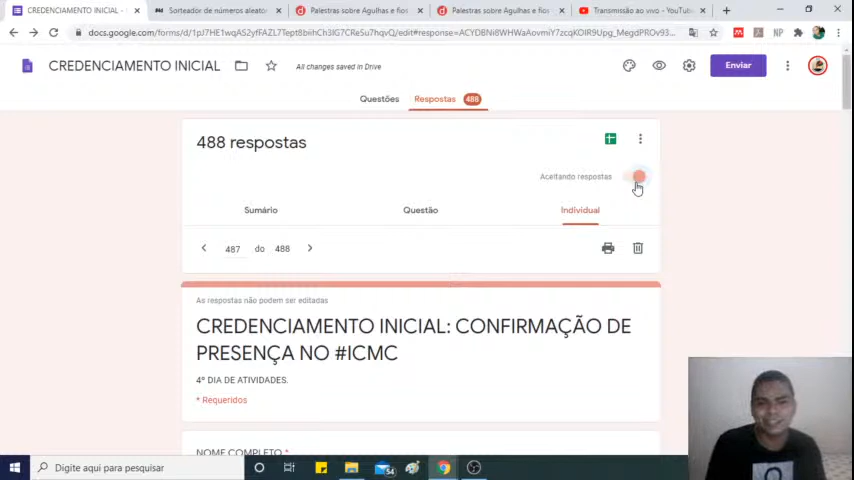 CREDENCIAMENTO INICIAL -
Sorteador de números aleator
Palestras sobre Agulhas e fios
Palestras sobre Agulhas e fios
Transmissão ao vivo - YouTube
docs.google.com/forms/d/1pJ7HE1wqAS2yfFAZL7Tept8biihCh3IG7CReSu7hqvQ/edit#response=ACYDBNi8WHWaAovmiY7zcqKOIR9Upg_MegdPROv93...
CREDENCIAMENTO INICIAL
All changes saved in Drive
Enviar
Questões
Respostas
488
488 respostas
Aceitando respostas
Sumário
Questão
Individual
487 do 488
As respostas não podem ser editadas
CREDENCIAMENTO INICIAL: CONFIRMAÇÃO DE
PRESENÇA NO #ICMC
4º DIA DE ATIVIDADES.
* Requeridos
NOME COMPLETO *
Digite aqui para pesquisar
54